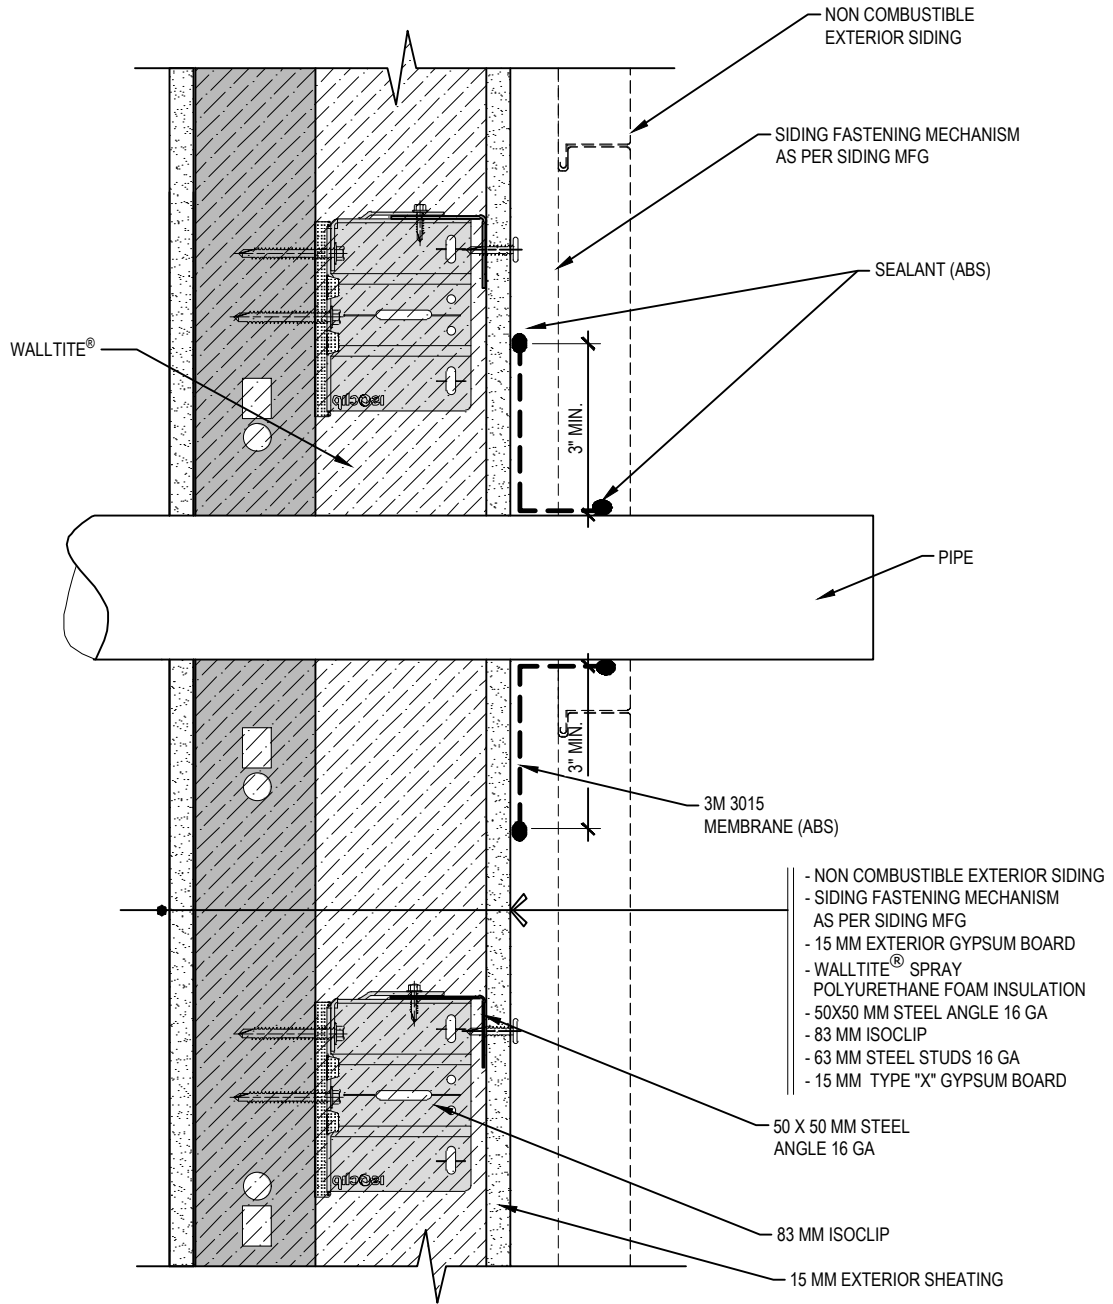 NON COMBUSTIBLE
EXTERIOR SIDING
SIDING FASTENING MECHANISM
AS PER SIDING MFG
SEALANT (ABS)
WALLTITE®
3" MIN.
isoclip
PIPE
3" MIN.
3M 3015
MEMBRANE (ABS)
- NON COMBUSTIBLE EXTERIOR SIDING
- SIDING FASTENING MECHANISM
AS PER SIDING MFG
- 15 MM EXTERIOR GYPSUM BOARD
- WALLTITE® SPRAY
POLYURETHANE FOAM INSULATION
- 50X50 MM STEEL ANGLE 16 GA
- 83 MM ISOCLIP
- 63 MM STEEL STUDS 16 GA
- 15 MM TYPE "X" GYPSUM BOARD
50 X 50 MM STEEL
ANGLE 16 GA
isoclip
83 MM ISOCLIP
15 MM EXTERIOR SHEATING